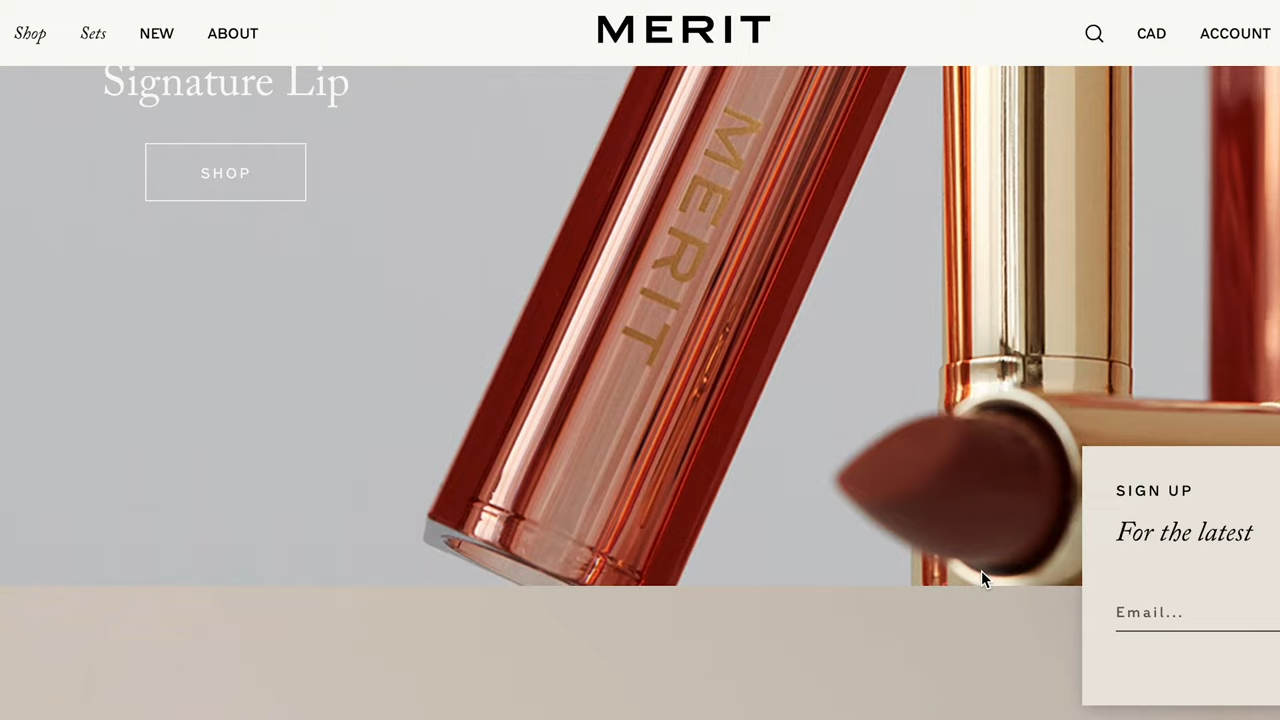 Shop Sets NEW ABOUT MERIT CAD ACCOUNT
Signature Lip
SHOP
MERIT
SIGN UP
For the latest
Email...